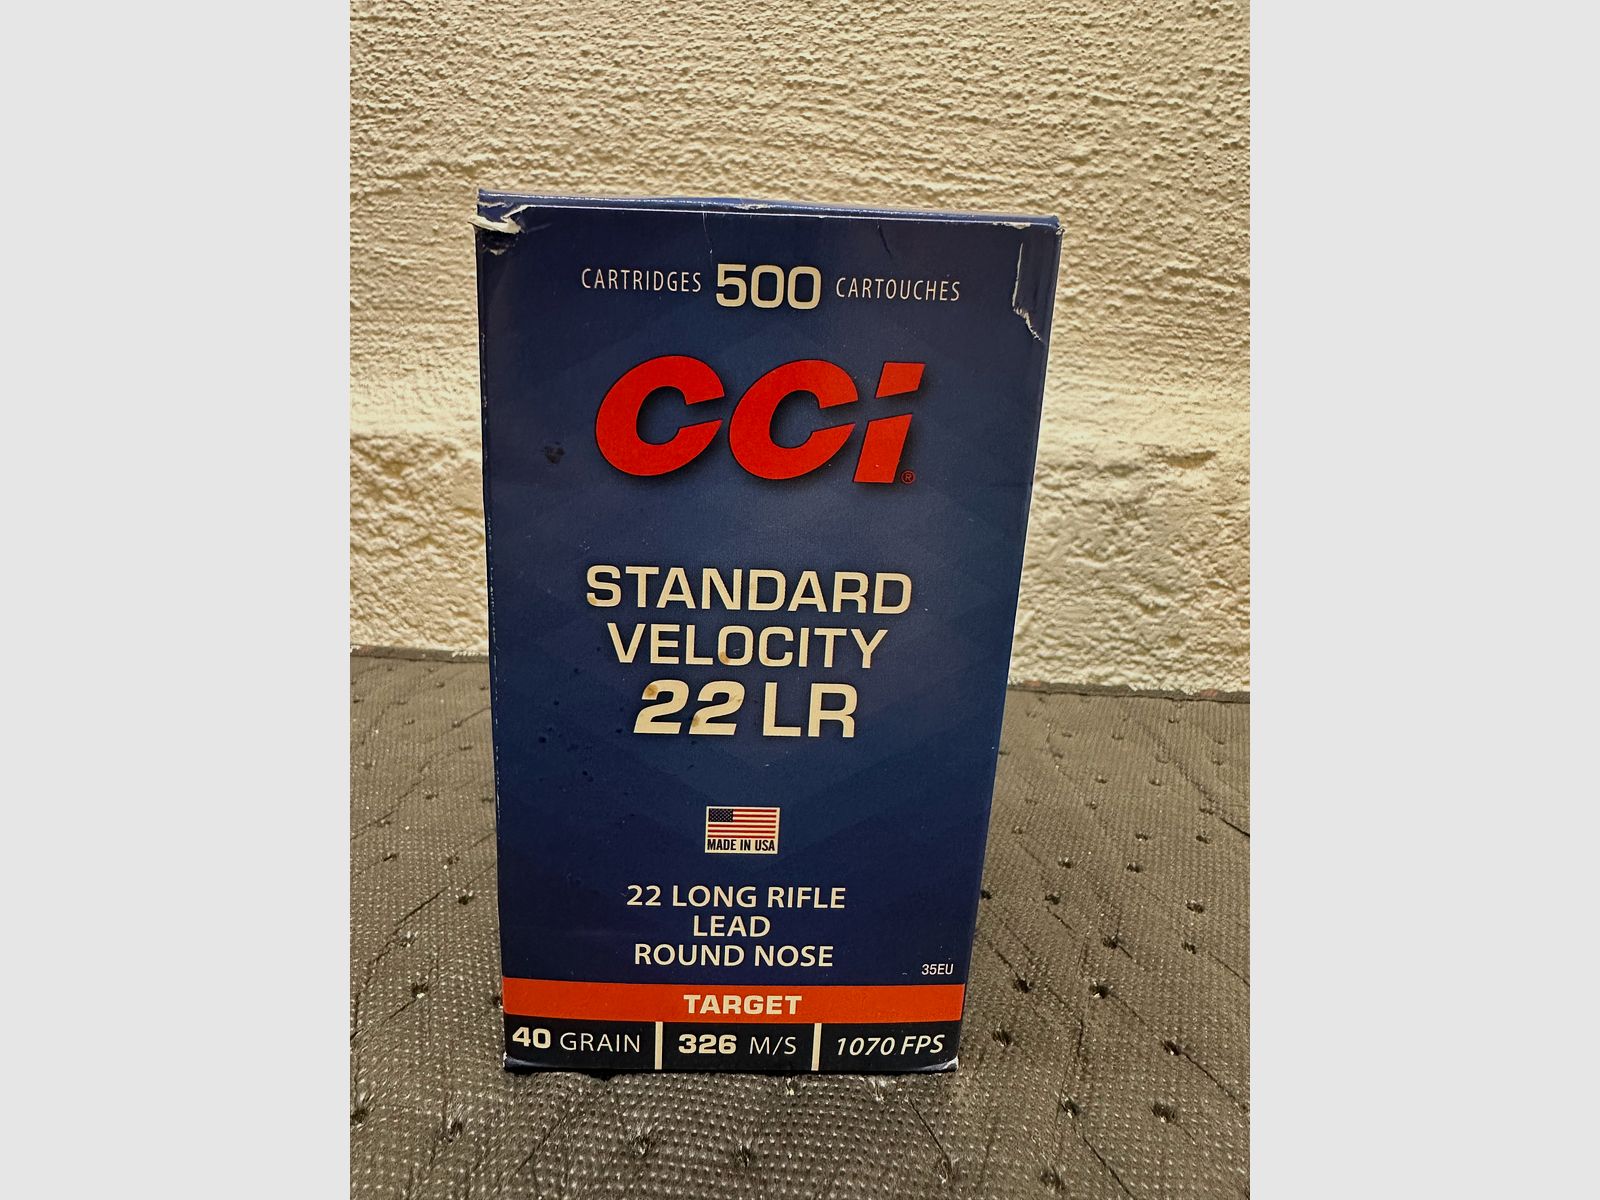 CARTRIDGES 500 CARTOUCHES
CCI®
STANDARD
VELOCITY
22 LR
MADE IN USA
22 LONG RIFLE
LEAD
ROUND NOSE
35EU
TARGET
40 GRAIN 326 M/S 1070 FPS